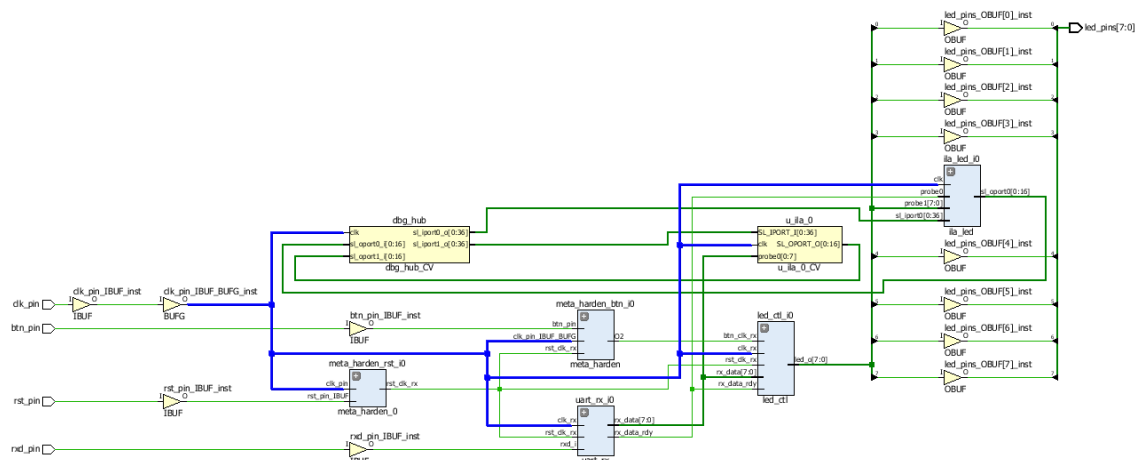 led_pins_OBUF[0]_inst
I O
OBUF
led_pins[7:0]
led_pins_OBUF[1]_inst
I O
OBUF
led_pins_OBUF[2]_inst
I O
OBUF
led_pins_OBUF[3]_inst
I O
OBUF
ila_led_i0
clk
probe0
probe1[7:0]
sl_iport0[0:36]
sl_oport0[0:16]
ila_led
dbg_hub
clk
sl_oport0_i[0:16]
sl_oport1_i[0:16]
sl_iport0_o[0:36]
sl_iport1_o[0:36]
dbg_hub_CV
u_ila_0
SL_IPORT_I[0:36]
clk
probe0[0:7]
SL_OPORT_O[0:16]
u_ila_0_CV
led_pins_OBUF[4]_inst
I O
OBUF
clk_pin
clk_pin_IBUF_inst
I O
IBUF
clk_pin_IBUF_BUFG_inst
I O
BUFG
btn_pin
btn_pin_IBUF_inst
I O
IBUF
meta_harden_btn_i0
btn_pin
clk_pin_IBUF_BUFG
rst_clk_rx
O2
meta_harden
led_ctl_i0
btn_clk_rx
clk_rx
rst_clk_rx
rx_data[7:0]
rx_data_rdy
led_o[7:0]
led_ctl
led_pins_OBUF[5]_inst
I O
OBUF
led_pins_OBUF[6]_inst
I O
OBUF
led_pins_OBUF[7]_inst
I O
OBUF
meta_harden_rst_i0
clk_pin
rst_pin_IBUF
rst_clk_rx
meta_harden_0
rst_pin
rst_pin_IBUF_inst
I O
IBUF
uart_rx_i0
clk_rx
rst_clk_rx
rxd_i
rx_data[7:0]
rx_data_rdy
uart_rx
rxd_pin
rxd_pin_IBUF_inst
I O
IBUF